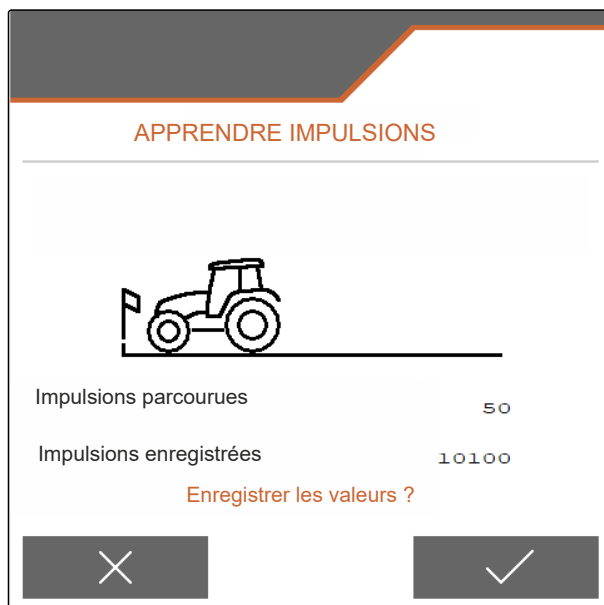 APPRENDRE IMPULSIONS
Impulsions parcourues 50
Impulsions enregistrées 10100
Enregistrer les valeurs ?